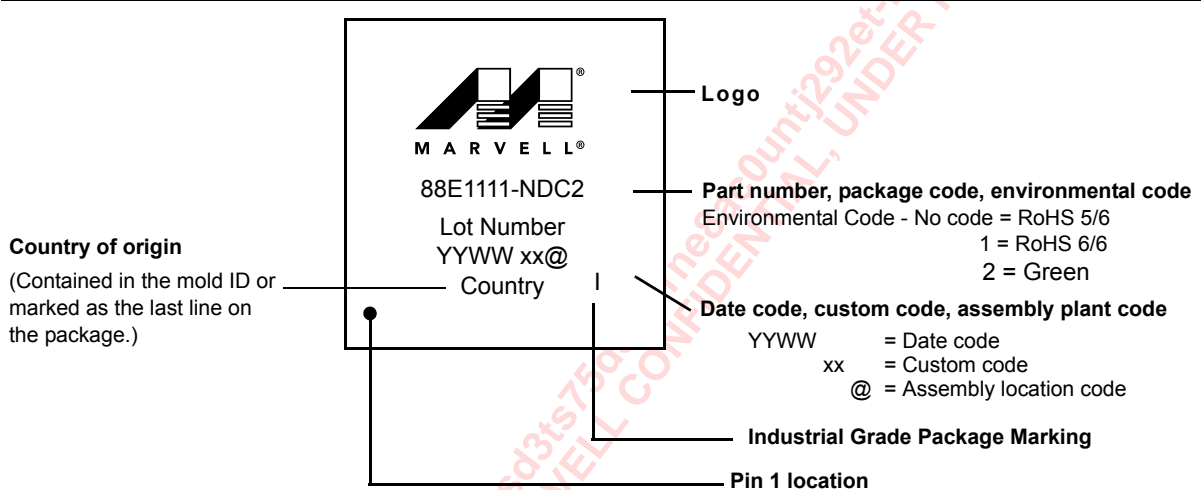 MARVELL®
®
88E1111-NDC2
Lot Number
YYWW xx@
Country I
Logo
Part number, package code, environmental code
Environmental Code - No code = RoHS 5/6
1 = RoHS 6/6
2 = Green
Country of origin
(Contained in the mold ID or
marked as the last line on
the package.)
Date code, custom code, assembly plant code
YYWW = Date code
xx = Custom code
@ = Assembly location code
Industrial Grade Package Marking
Pin 1 location